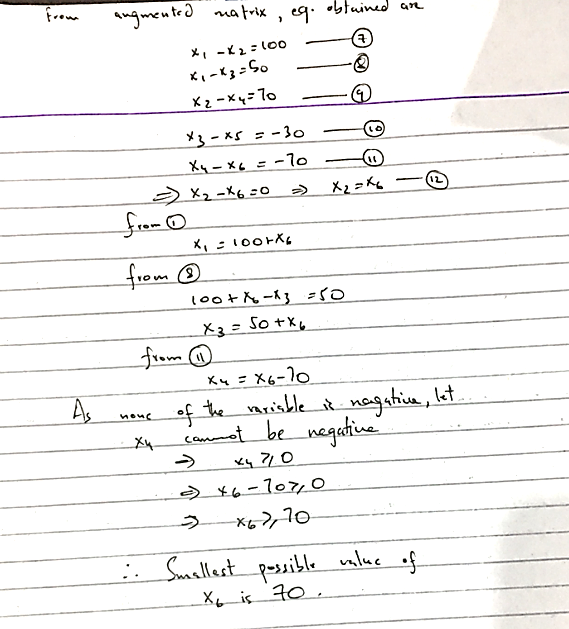 from augmented matrix, eq. obtained are
x₁ - x₂ = 100 —— ⑦
x₁ - x₃ = 50 —— ⑧
x₂ - x₄ = 70 —— ⑨
x₃ - x₅ = -30 —— ⑩
x₄ - x₆ = -70 —— ⑪
⇒ x₂ - x₆ = 0 ⇒ x₂ = x₆ —— ⑫
from ①
x₁ = 100 + x₆
from ⑧
100 + x₆ - x₃ = 50
x₃ = 50 + x₆
from ⑪
x₄ = x₆ - 70
As none of the variable is nagative, let
x₄ cannot be negative
⇒ x₄ ≥ 0
⇒ x₆ - 70 ≥ 0
⇒ x₆ ≥ 70
∴ Smallest possible value of
x₆ is 70.